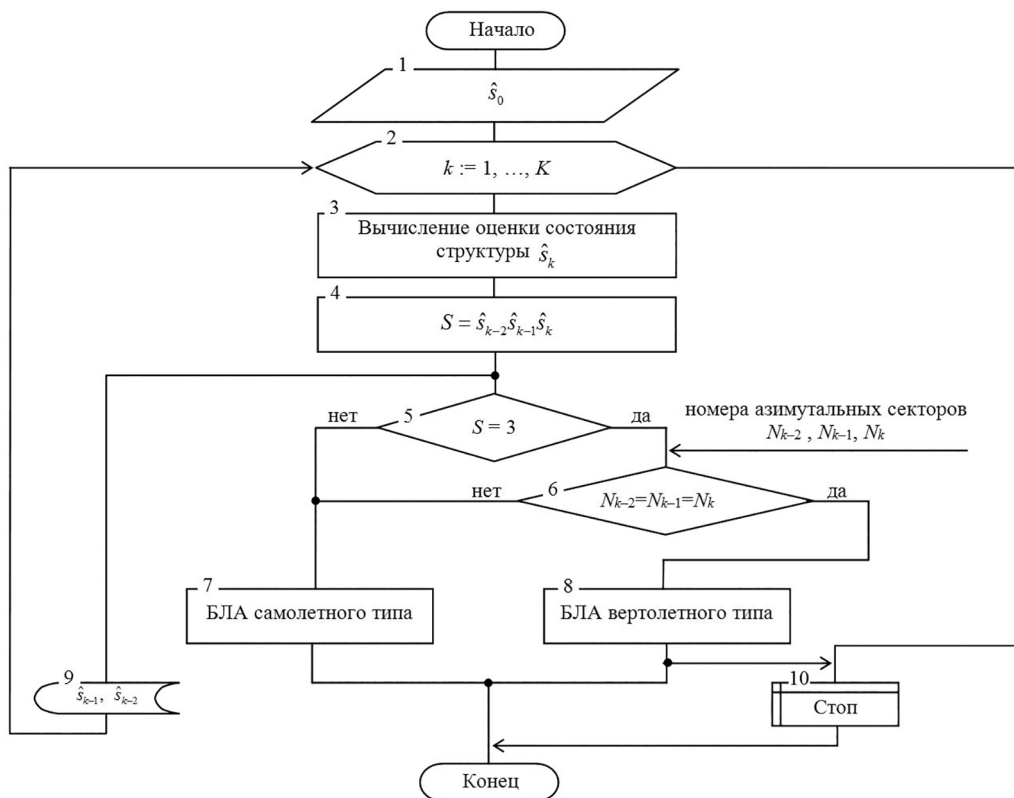 Начало
1
ŝ₀
2
k := 1, …, K
3
Вычисление оценки состояния
структуры ŝₖ
4
S = ŝₖ₋₂ŝₖ₋₁ŝₖ
нет
5
S = 3
да
номера азимутальных секторов
Nₖ₋₂ , Nₖ₋₁, Nₖ
нет
6
Nₖ₋₂=Nₖ₋₁=Nₖ
да
7
БЛА самолетного типа
8
БЛА вертолетного типа
9
ŝₖ₋₁, ŝₖ₋₂
10
Стоп
Конец